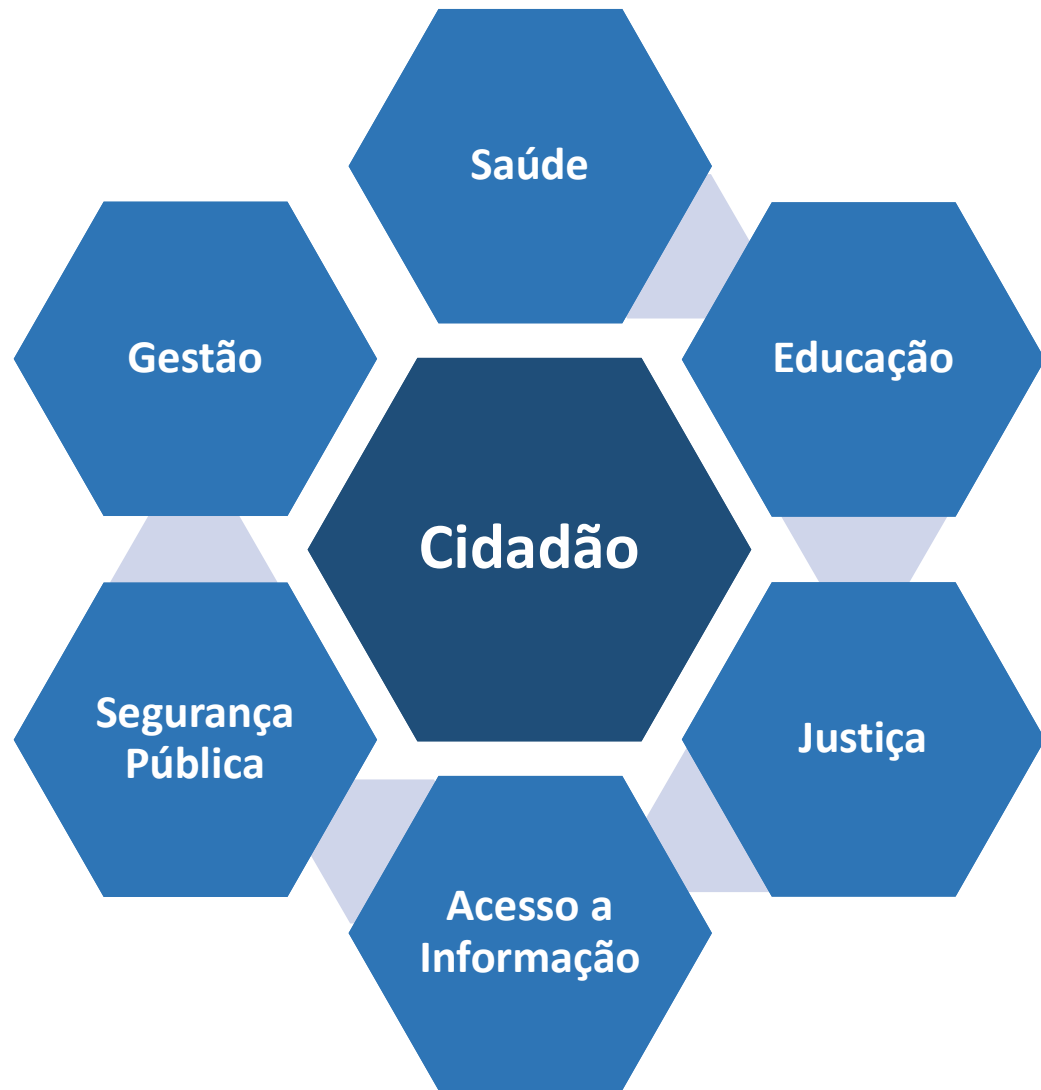 Saúde
Gestão
Educação
Cidadão
Segurança
Pública
Justiça
Acesso a
Informação